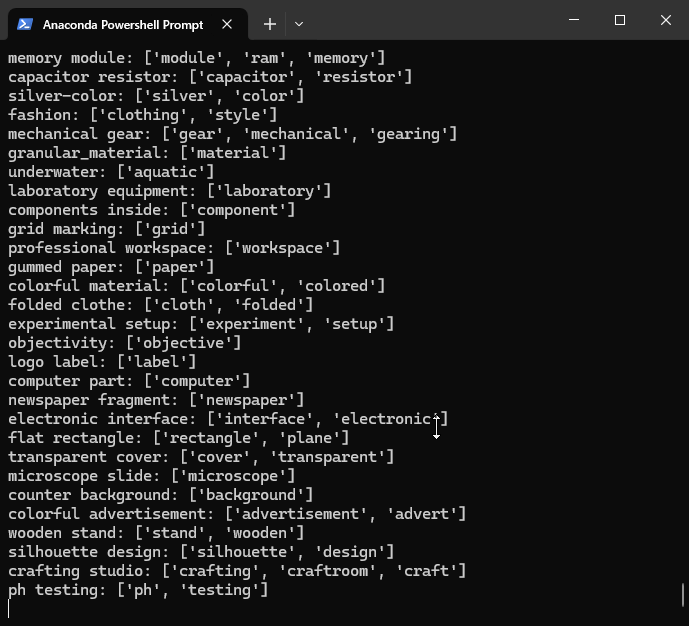 Anaconda Powershell Prompt
memory module: ['module', 'ram', 'memory']
capacitor resistor: ['capacitor', 'resistor']
silver-color: ['silver', 'color']
fashion: ['clothing', 'style']
mechanical gear: ['gear', 'mechanical', 'gearing']
granular_material: ['material']
underwater: ['aquatic']
laboratory equipment: ['laboratory']
components inside: ['component']
grid marking: ['grid']
professional workspace: ['workspace']
gummed paper: ['paper']
colorful material: ['colorful', 'colored']
folded clothe: ['cloth', 'folded']
experimental setup: ['experiment', 'setup']
objectivity: ['objective']
logo label: ['label']
computer part: ['computer']
newspaper fragment: ['newspaper']
electronic interface: ['interface', 'electronic']
flat rectangle: ['rectangle', 'plane']
transparent cover: ['cover', 'transparent']
microscope slide: ['microscope']
counter background: ['background']
colorful advertisement: ['advertisement', 'advert']
wooden stand: ['stand', 'wooden']
silhouette design: ['silhouette', 'design']
crafting studio: ['crafting', 'craftroom', 'craft']
ph testing: ['ph', 'testing']